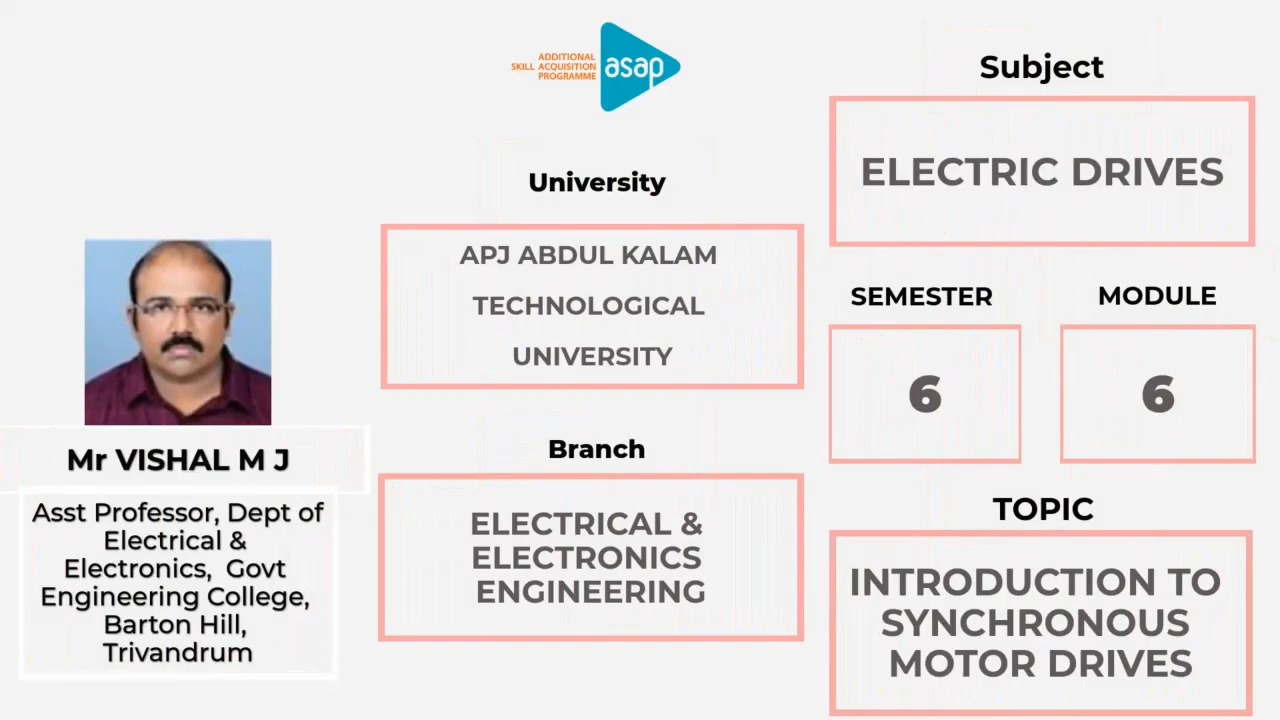 ADDITIONAL
SKILL ACQUISITION
PROGRAMME
asap
Mr VISHAL M J
Asst Professor, Dept of
Electrical &
Electronics, Govt
Engineering College,
Barton Hill,
Trivandrum
University
APJ ABDUL KALAM
TECHNOLOGICAL
UNIVERSITY
Branch
ELECTRICAL &
ELECTRONICS
ENGINEERING
Subject
ELECTRIC DRIVES
SEMESTER
6
MODULE
6
TOPIC
INTRODUCTION TO
SYNCHRONOUS
MOTOR DRIVES